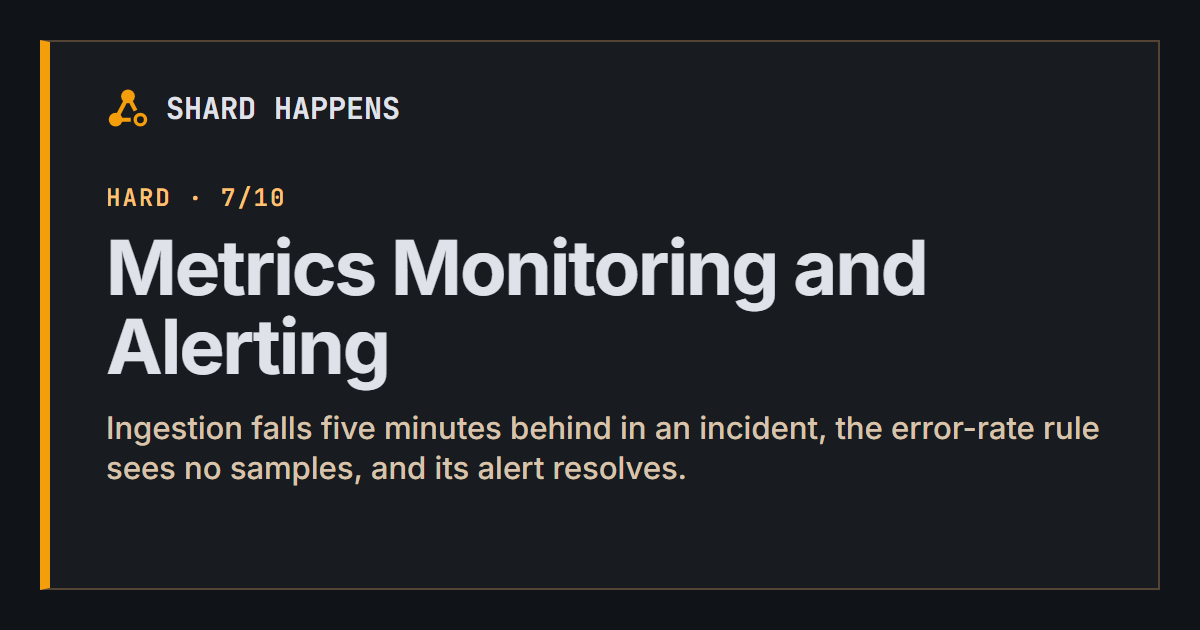 SHARD HAPPENS
HARD · 7/10
Metrics Monitoring and
Alerting
Ingestion falls five minutes behind in an incident, the error-rate rule
sees no samples, and its alert resolves.